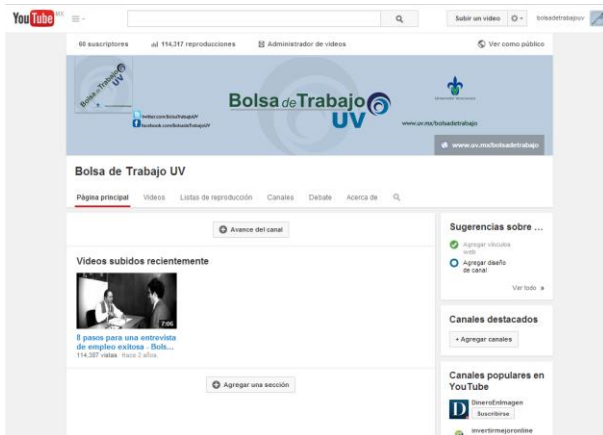 YouTube MX
Subir un video
bolsadetrabajouv
60 suscriptores
114,317 reproducciones
Administrador de videos
Ver como público
Bolsa de Trabajo
Bolsa de Trabajo
UV
twitter.com/BolsaTrabajoUV
facebook.com/BolsadeTrabajoUV
Universidad Veracruzana
www.uv.mx/bolsadetrabajo
www.uv.mx/bolsadetrabajo
Bolsa de Trabajo UV
Página principal
Videos
Listas de reproducción
Canales
Debate
Acerca de
Avance del canal
Videos subidos recientemente
7:06
8 pasos para una entrevista
de empleo exitosa - Bols...
114,307 vistas Hace 2 años
Agregar una sección
Sugerencias sobre ...
Agregar vínculos
web
Agregar diseño
de canal
Ver todo
Canales destacados
+ Agregar canales
Canales populares en
YouTube
D
DineroEnImagen
Suscribirse
invertirmejoronline